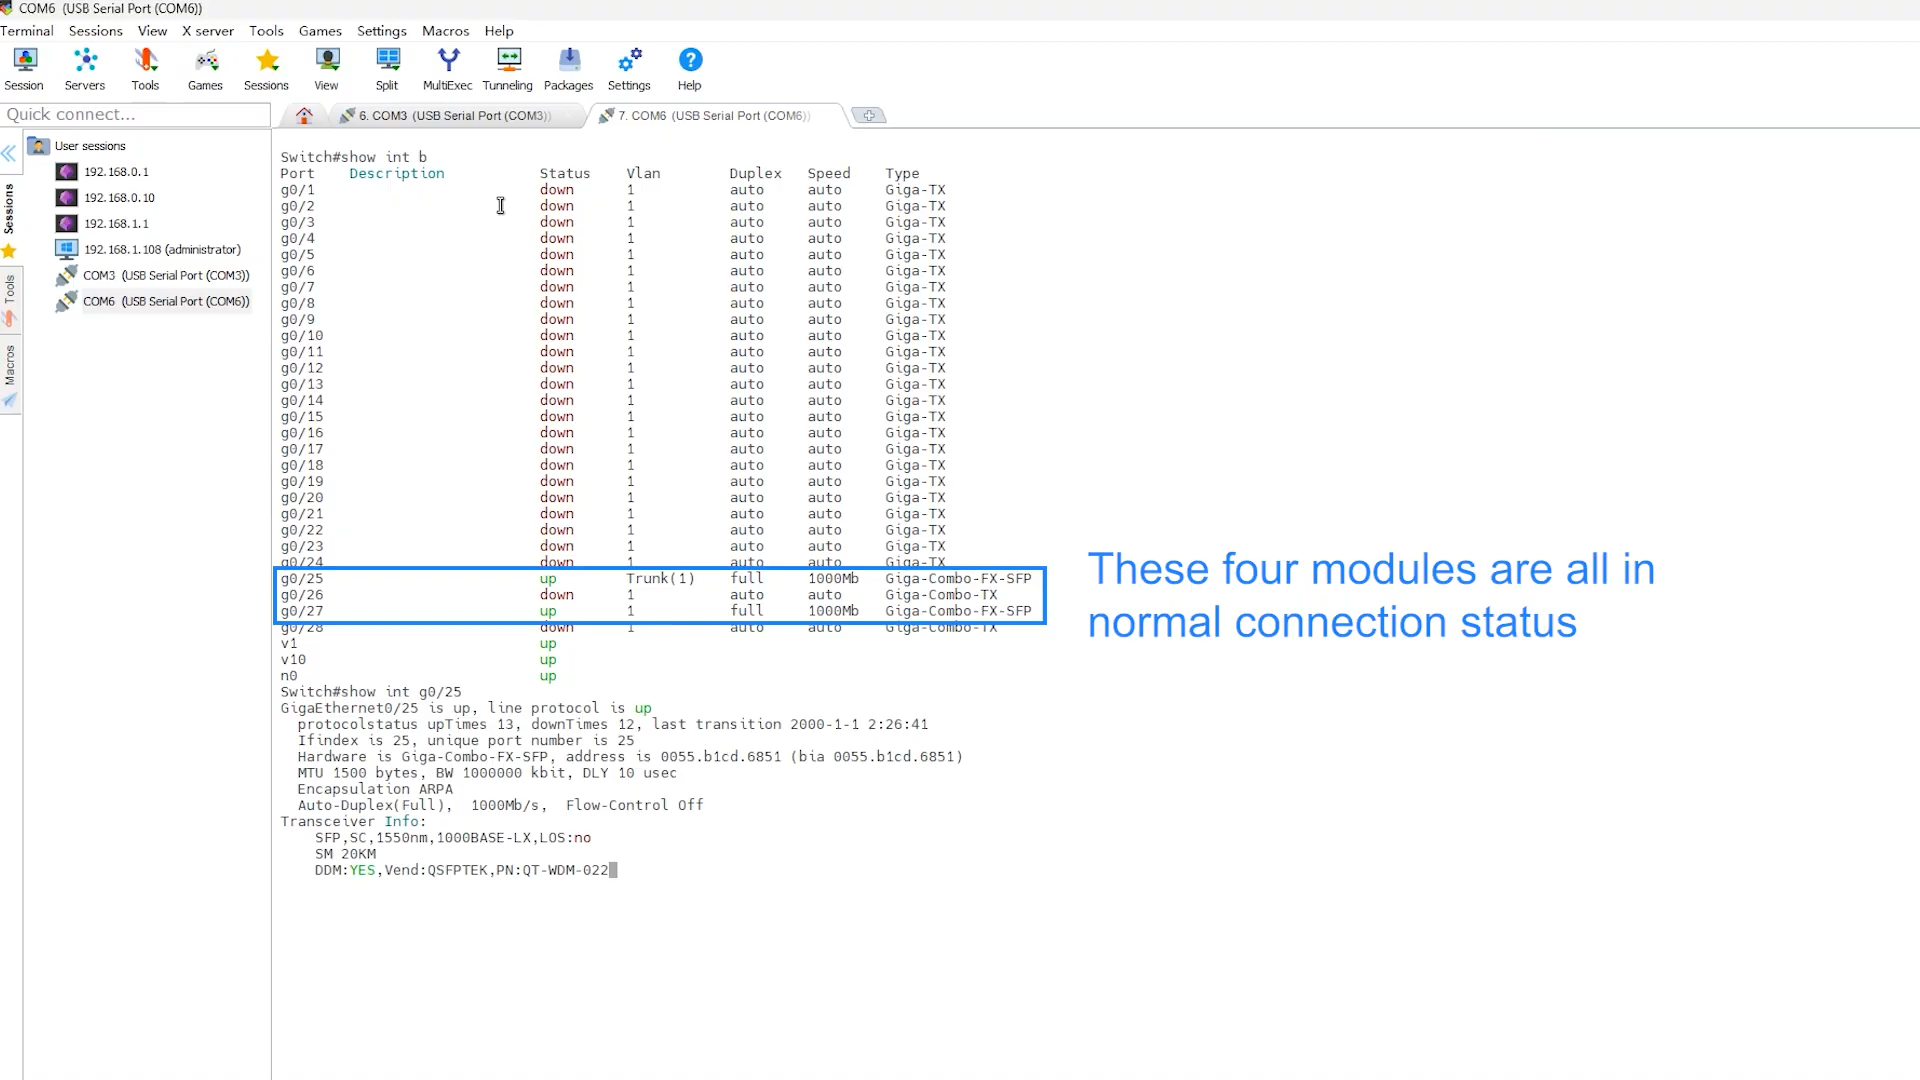 COM6  (USB Serial Port (COM6))
Terminal Sessions View X server Tools Games Settings Macros Help
Session Servers Tools Games Sessions View Split MultiExec Tunneling Packages Settings Help
Quick connect...
6. COM3 (USB Serial Port (COM3))
7. COM6 (USB Serial Port (COM6))
Sessions
Tools
Macros
User sessions
192.168.0.1
192.168.0.10
192.168.1.1
192.168.1.108 (administrator)
COM3 (USB Serial Port (COM3))
COM6 (USB Serial Port (COM6))
Switch#show int b
Port Description Status Vlan Duplex Speed Type
g0/1 down 1 auto auto Giga-TX
g0/2 down 1 auto auto Giga-TX
g0/3 down 1 auto auto Giga-TX
g0/4 down 1 auto auto Giga-TX
g0/5 down 1 auto auto Giga-TX
g0/6 down 1 auto auto Giga-TX
g0/7 down 1 auto auto Giga-TX
g0/8 down 1 auto auto Giga-TX
g0/9 down 1 auto auto Giga-TX
g0/10 down 1 auto auto Giga-TX
g0/11 down 1 auto auto Giga-TX
g0/12 down 1 auto auto Giga-TX
g0/13 down 1 auto auto Giga-TX
g0/14 down 1 auto auto Giga-TX
g0/15 down 1 auto auto Giga-TX
g0/16 down 1 auto auto Giga-TX
g0/17 down 1 auto auto Giga-TX
g0/18 down 1 auto auto Giga-TX
g0/19 down 1 auto auto Giga-TX
g0/20 down 1 auto auto Giga-TX
g0/21 down 1 auto auto Giga-TX
g0/22 down 1 auto auto Giga-TX
g0/23 down 1 auto auto Giga-TX
g0/24 down 1 auto auto Giga-TX
g0/25 up Trunk(1) full 1000Mb Giga-Combo-FX-SFP
g0/26 down 1 auto auto Giga-Combo-TX
g0/27 up 1 full 1000Mb Giga-Combo-FX-SFP
g0/28 down 1 auto auto Giga-Combo-TX
v1 up
v10 up
n0 up
Switch#show int g0/25
GigaEthernet0/25 is up, line protocol is up
protocolstatus upTimes 13, downTimes 12, last transition 2000-1-1 2:26:41
Ifindex is 25, unique port number is 25
Hardware is Giga-Combo-FX-SFP, address is 0055.b1cd.6851 (bia 0055.b1cd.6851)
MTU 1500 bytes, BW 1000000 kbit, DLY 10 usec
Encapsulation ARPA
Auto-Duplex(Full), 1000Mb/s, Flow-Control Off
Transceiver Info:
SFP,SC,1550nm,1000BASE-LX,LOS:no
SM 20KM
DDM:YES,Vend:QSFPTEK,PN:QT-WDM-022
These four modules are all in
normal connection status